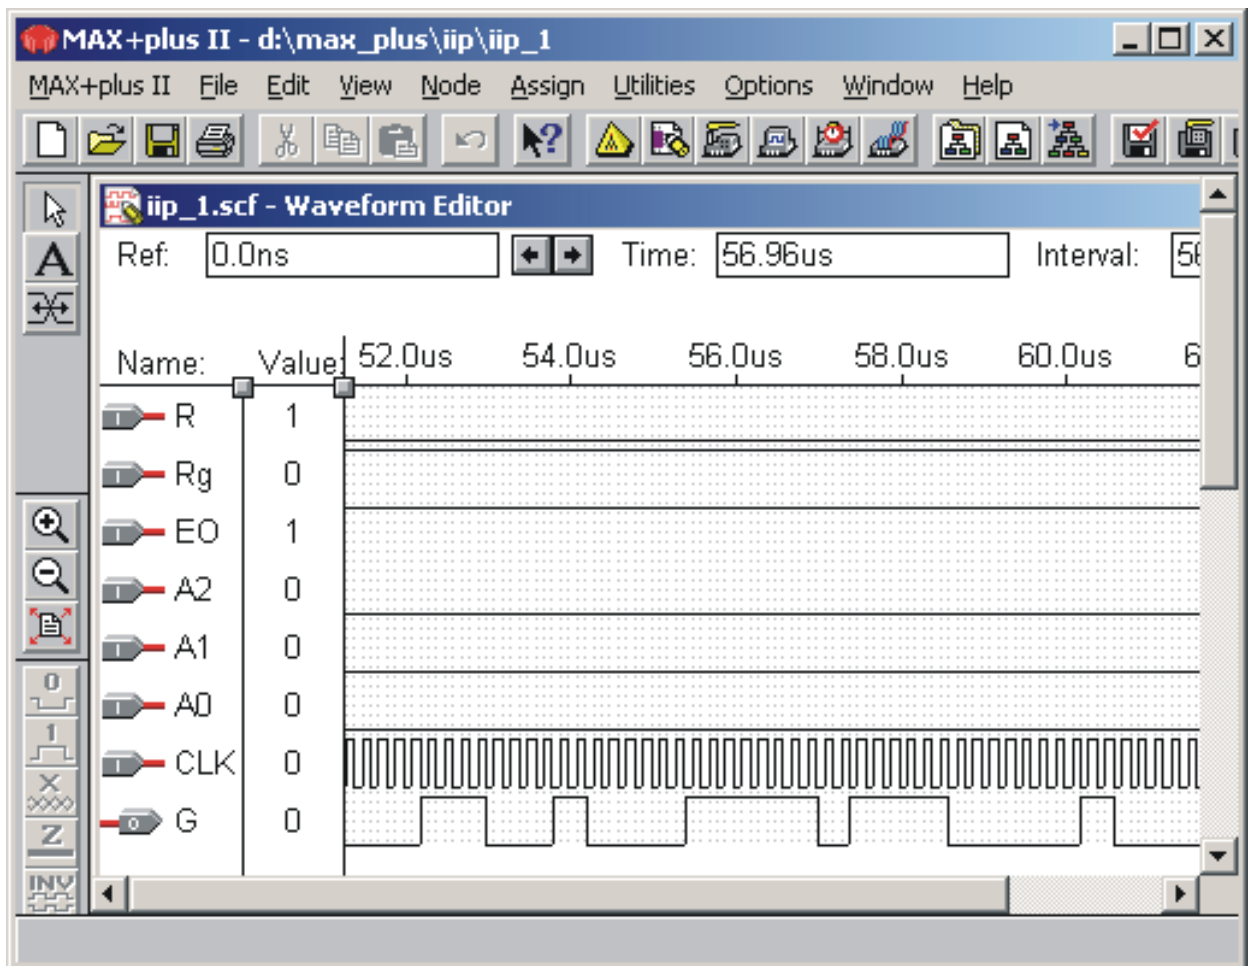 MAX+plus II - d:\max_plus\iip\iip_1
MAX+plus II File Edit View Node Assign Utilities Options Window Help
iip_1.scf - Waveform Editor
Ref: 0.0ns Time: 56.96us Interval:
Name: Value: 52.0us 54.0us 56.0us 58.0us 60.0us
R 1
Rg 0
EO 1
A2 0
A1 0
A0 0
CLK 0
G 0
A
0
1
X
Z
INV